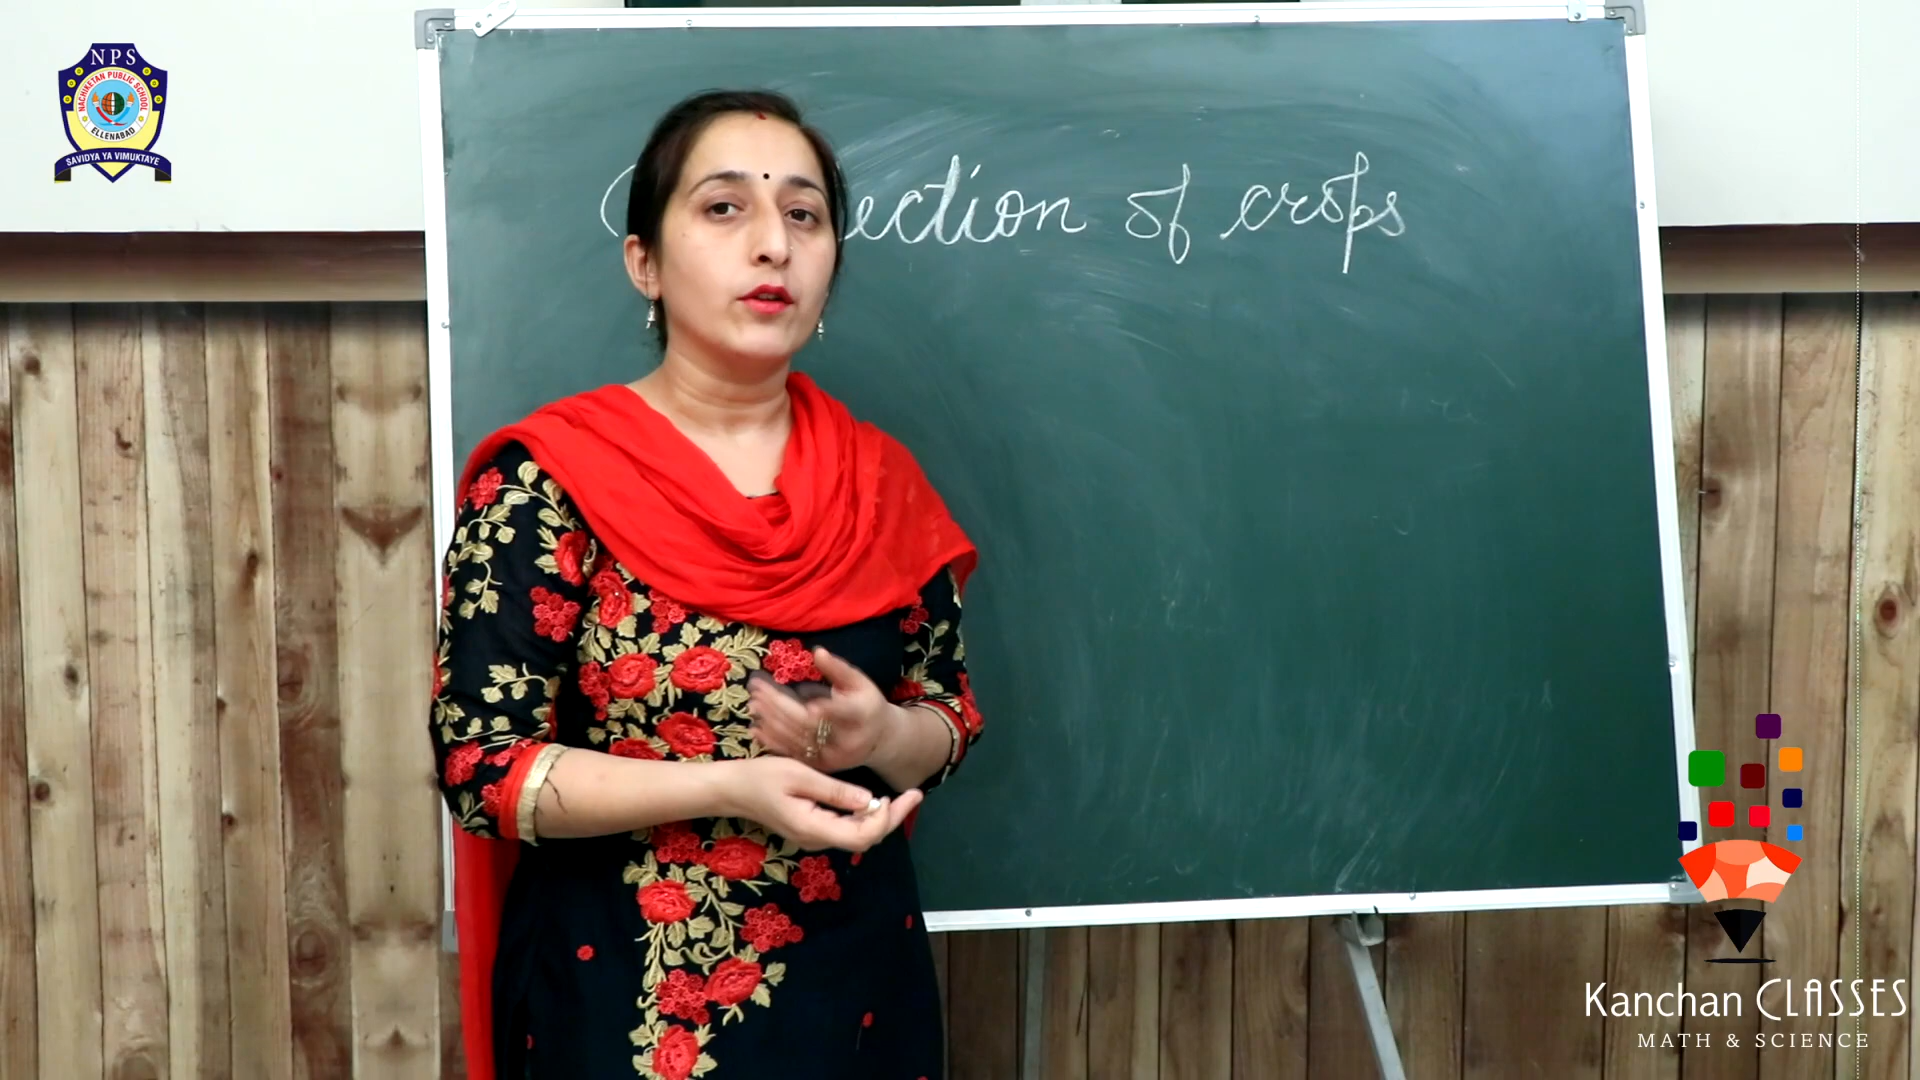 NPS
NACHIKETAN PUBLIC SCHOOL
ELLENABAD
SAVIDYA YA VIMUKTAYE
ection of crops
Kanchan CLASSES
MATH & SCIENCE